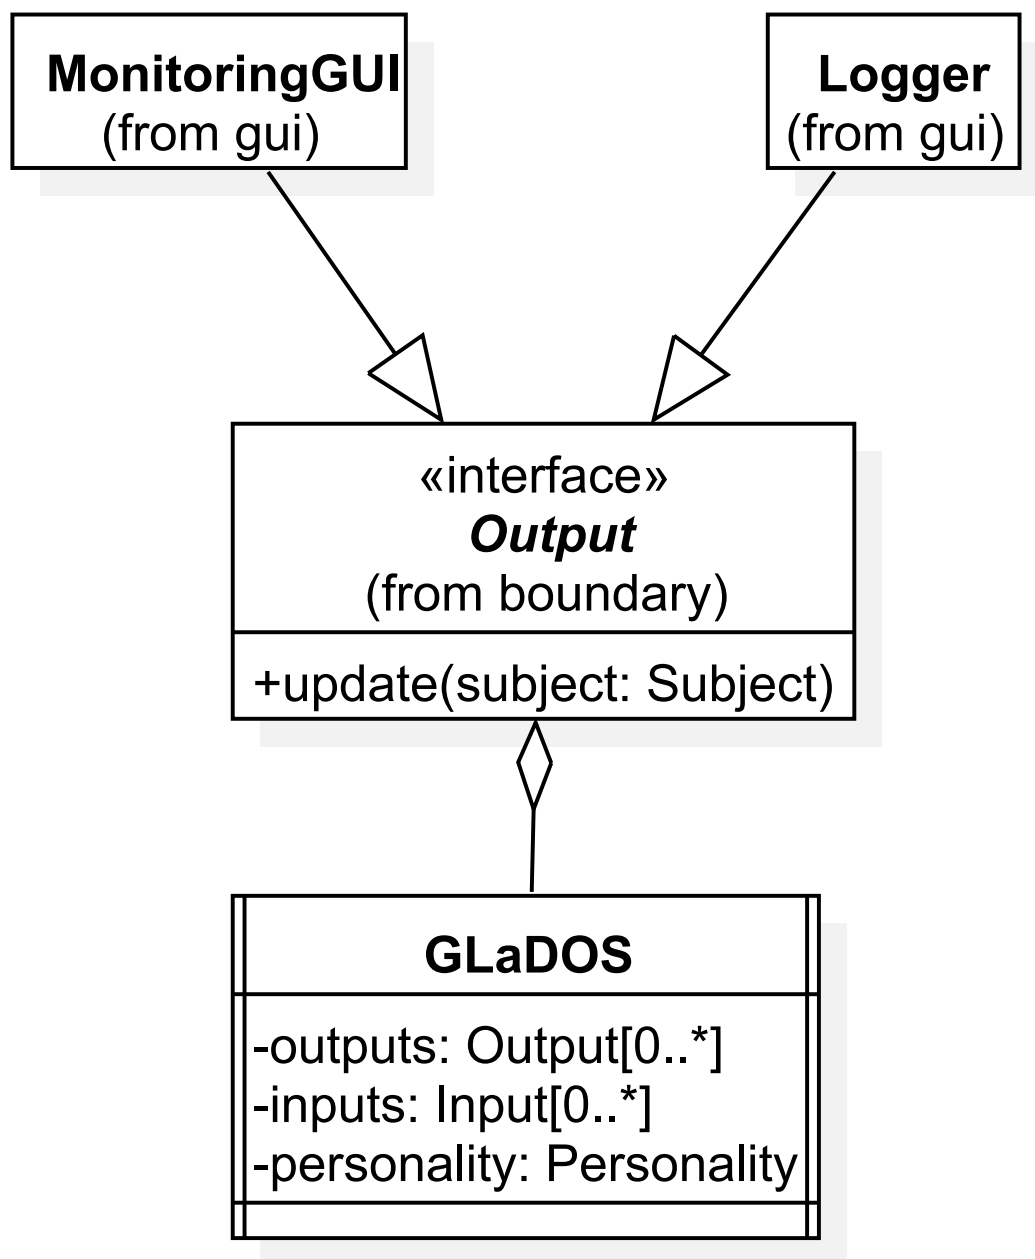 MonitoringGUI
(from gui)
Logger
(from gui)
«interface»
Output
(from boundary)
+update(subject: Subject)
GLaDOS
-outputs: Output[0..*]
-inputs: Input[0..*]
-personality: Personality